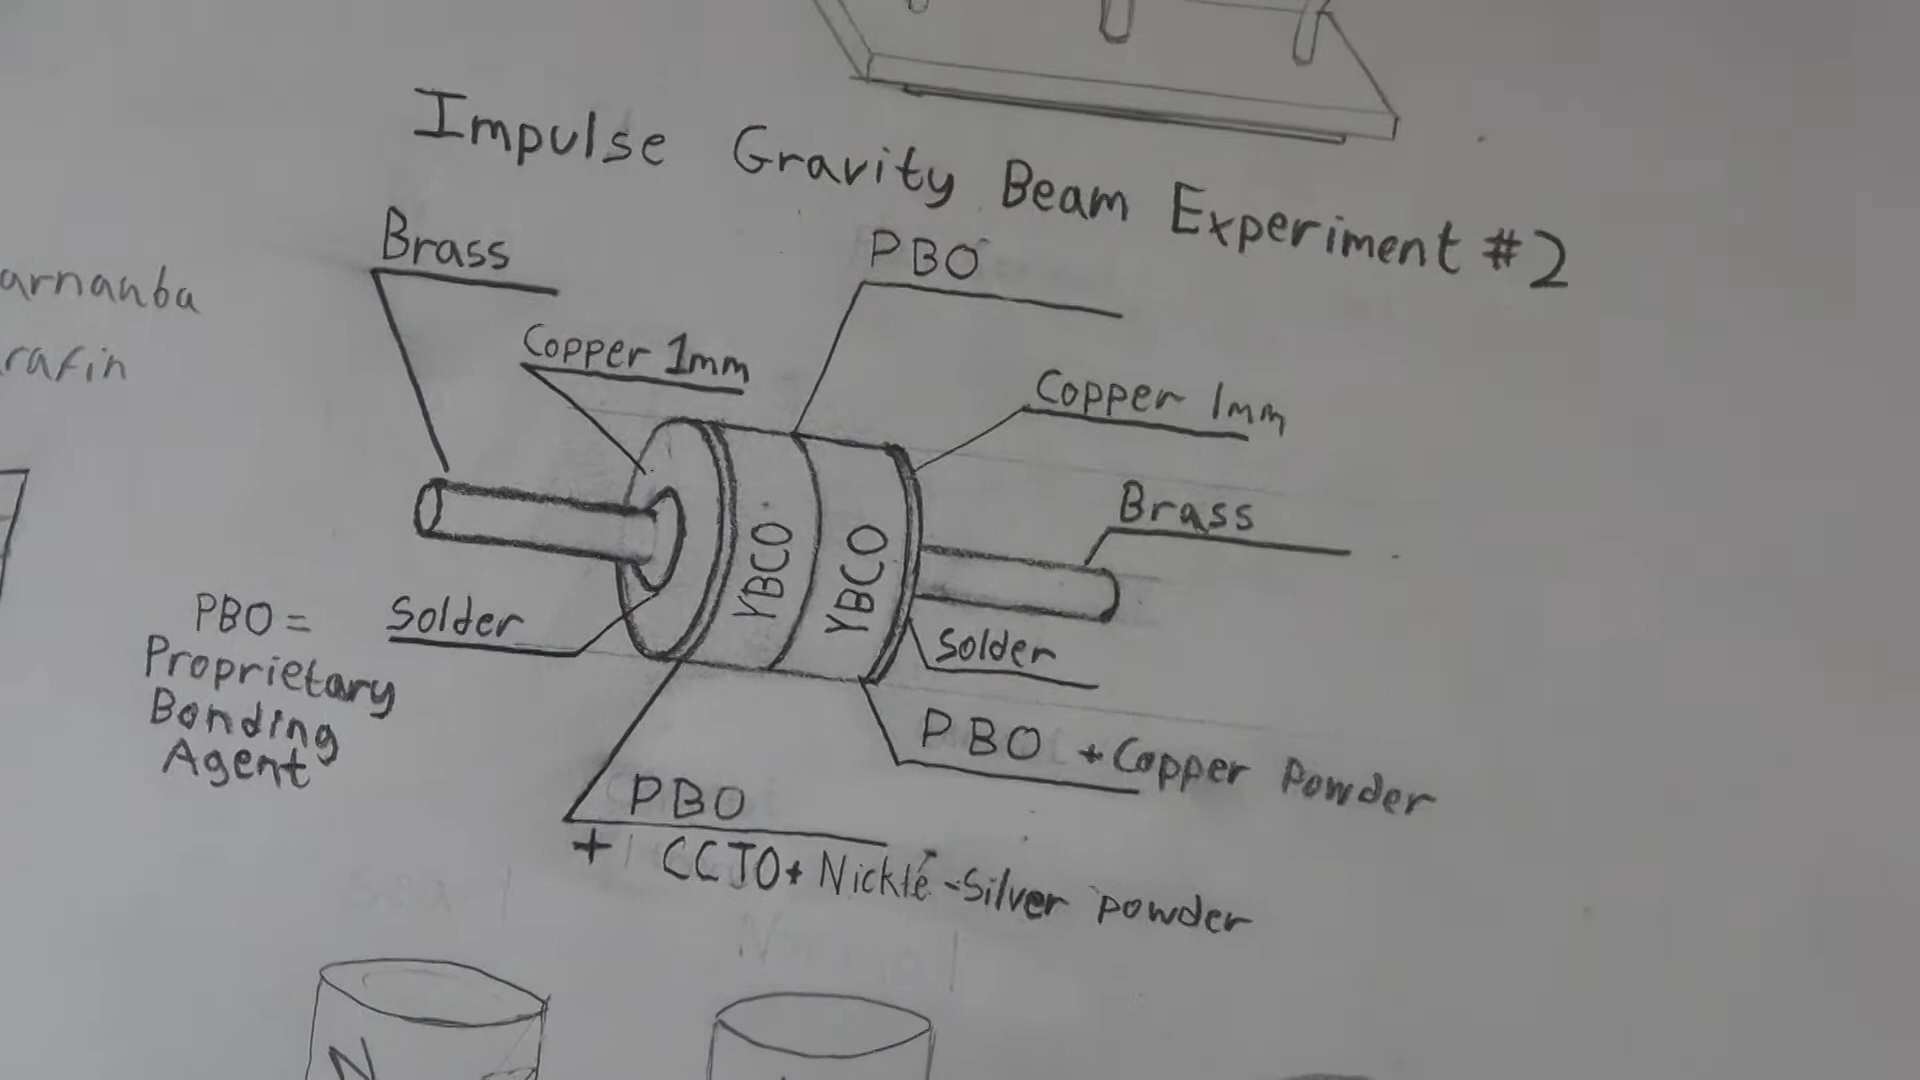 Impulse Gravity Beam Experiment #2
Brass
PBO
arnanba
Copper 1mm
rafin
Copper 1mm
Brass
YBCO
YBCO
PBO =
Proprietary
Bonding
Agent
Solder
Solder
PBO + Copper Powder
PBO
+ CCTO + Nickle-Silver powder
N